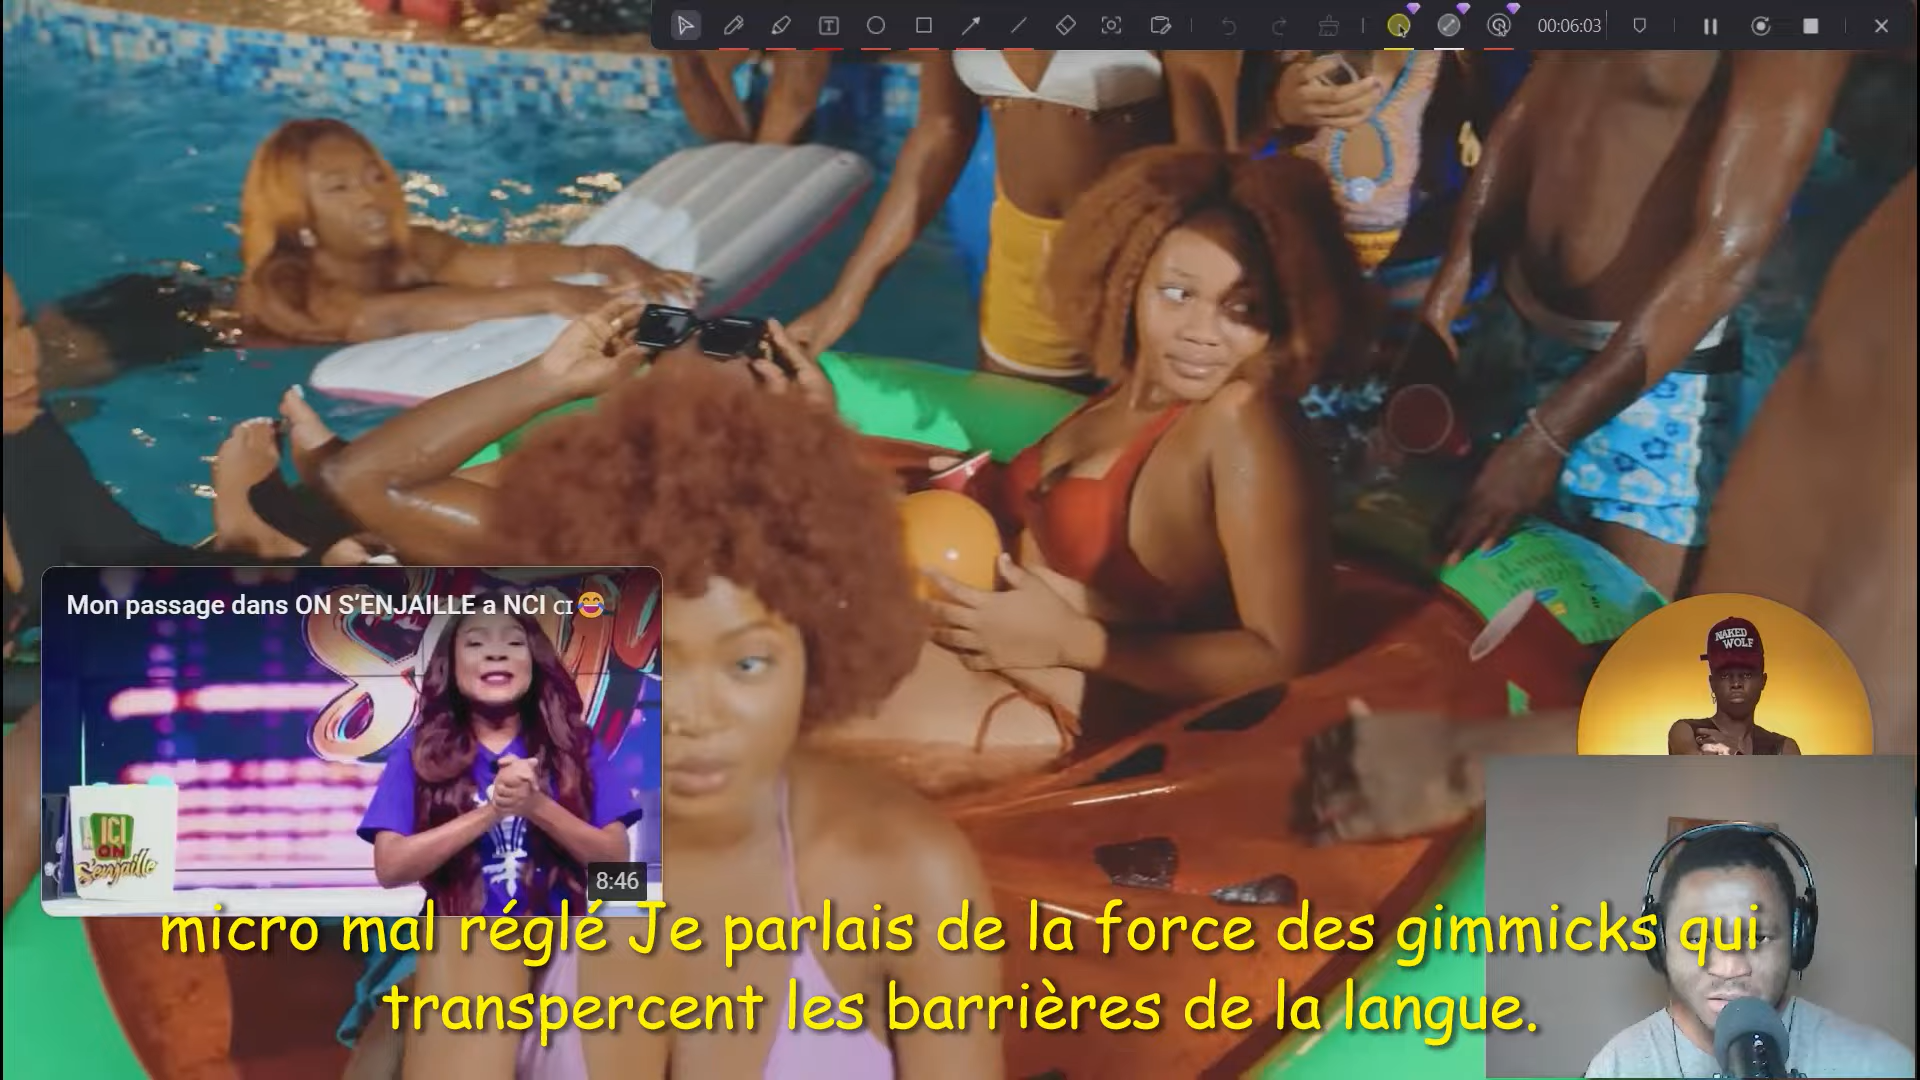 00:06:03
Mon passage dans ON S’ENJAILLE a NCI ᴄɪ😂
NAKED
WOLF
ICI
ON
S'enjaille
8:46
micro mal réglé Je parlais de la force des gimmicks qui
transpercent les barrières de la langue.